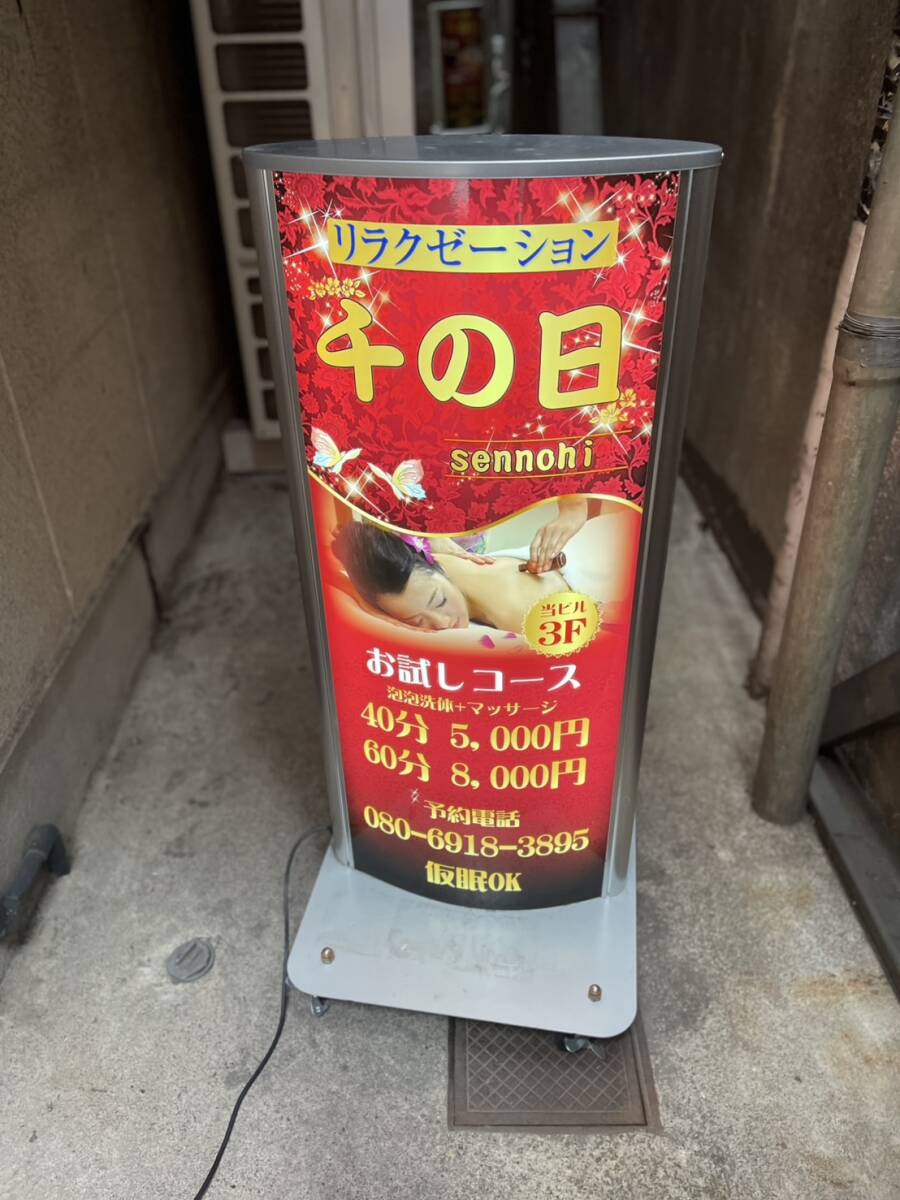 リラクゼーション
千の日
sennohi
当ビル
3F
お試しコース
泡泡洗体+マッサージ
40分 5,000円
60分 8,000円
予約電話
080-6918-3895
仮眠OK